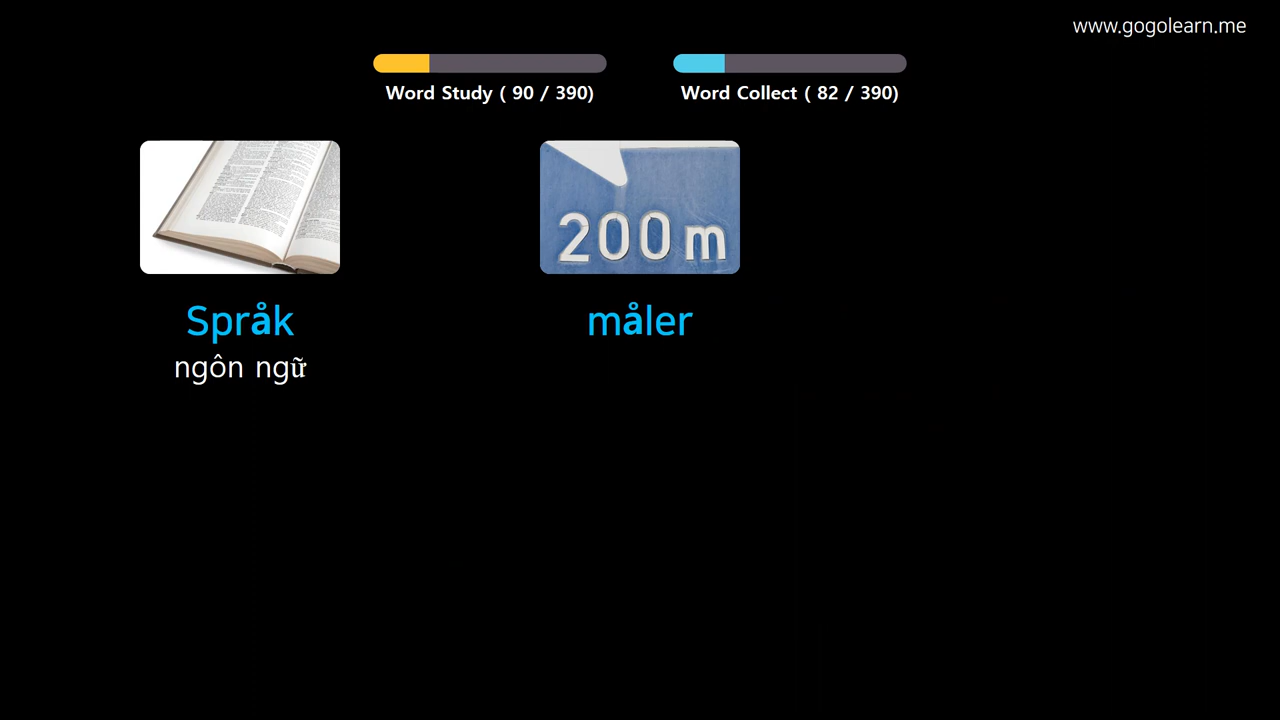 www.gogolearn.me
Word Study ( 90 / 390)
Word Collect ( 82 / 390)
200 m
Språk
måler
ngôn ngữ